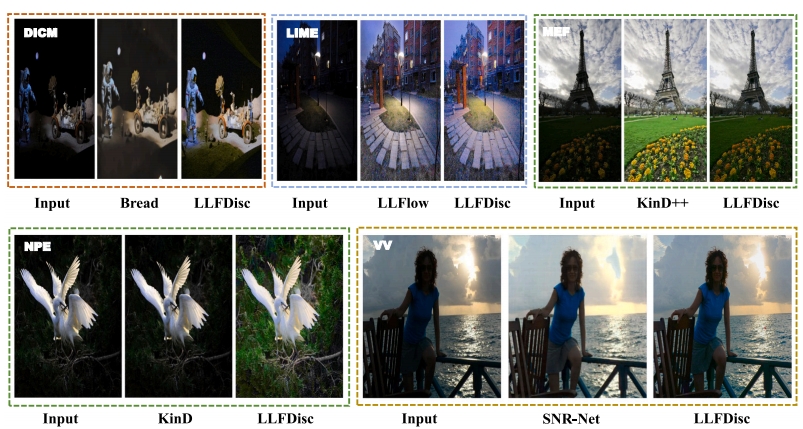 DICM
LIME
MEF
Input Bread LLFDisc Input LLFlow LLFDisc Input KinD++ LLFDisc
NPE
VV
Input KinD LLFDisc Input SNR-Net LLFDisc